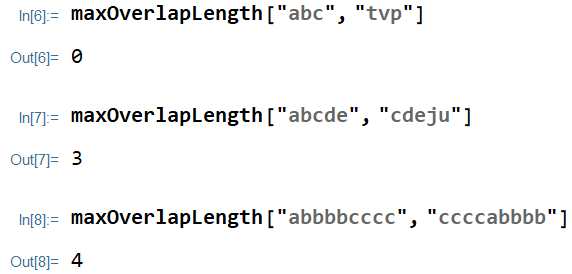 In[6]:= maxOverlapLength["abc", "tvp"]
Out[6]= 0
In[7]:= maxOverlapLength["abcde", "cdeju"]
Out[7]= 3
In[8]:= maxOverlapLength["abbbbcccc", "ccccabbbb"]
Out[8]= 4